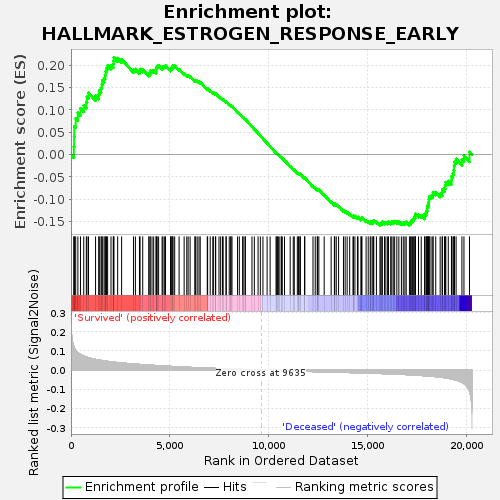 Enrichment plot:
HALLMARK_ESTROGEN_RESPONSE_EARLY
Enrichment score (ES)
0.20
0.15
0.10
0.05
0.00
-0.05
-0.10
-0.15
Ranked list metric (Signal2Noise)
'Survived' (positively correlated)
0.3
0.2
0.1
0.0
-0.1
-0.2
-0.3
Zero cross at 9635
'Deceased' (negatively correlated)
0
5,000
10,000
15,000
20,000
Rank in Ordered Dataset
Enrichment profile
Hits
Ranking metric scores